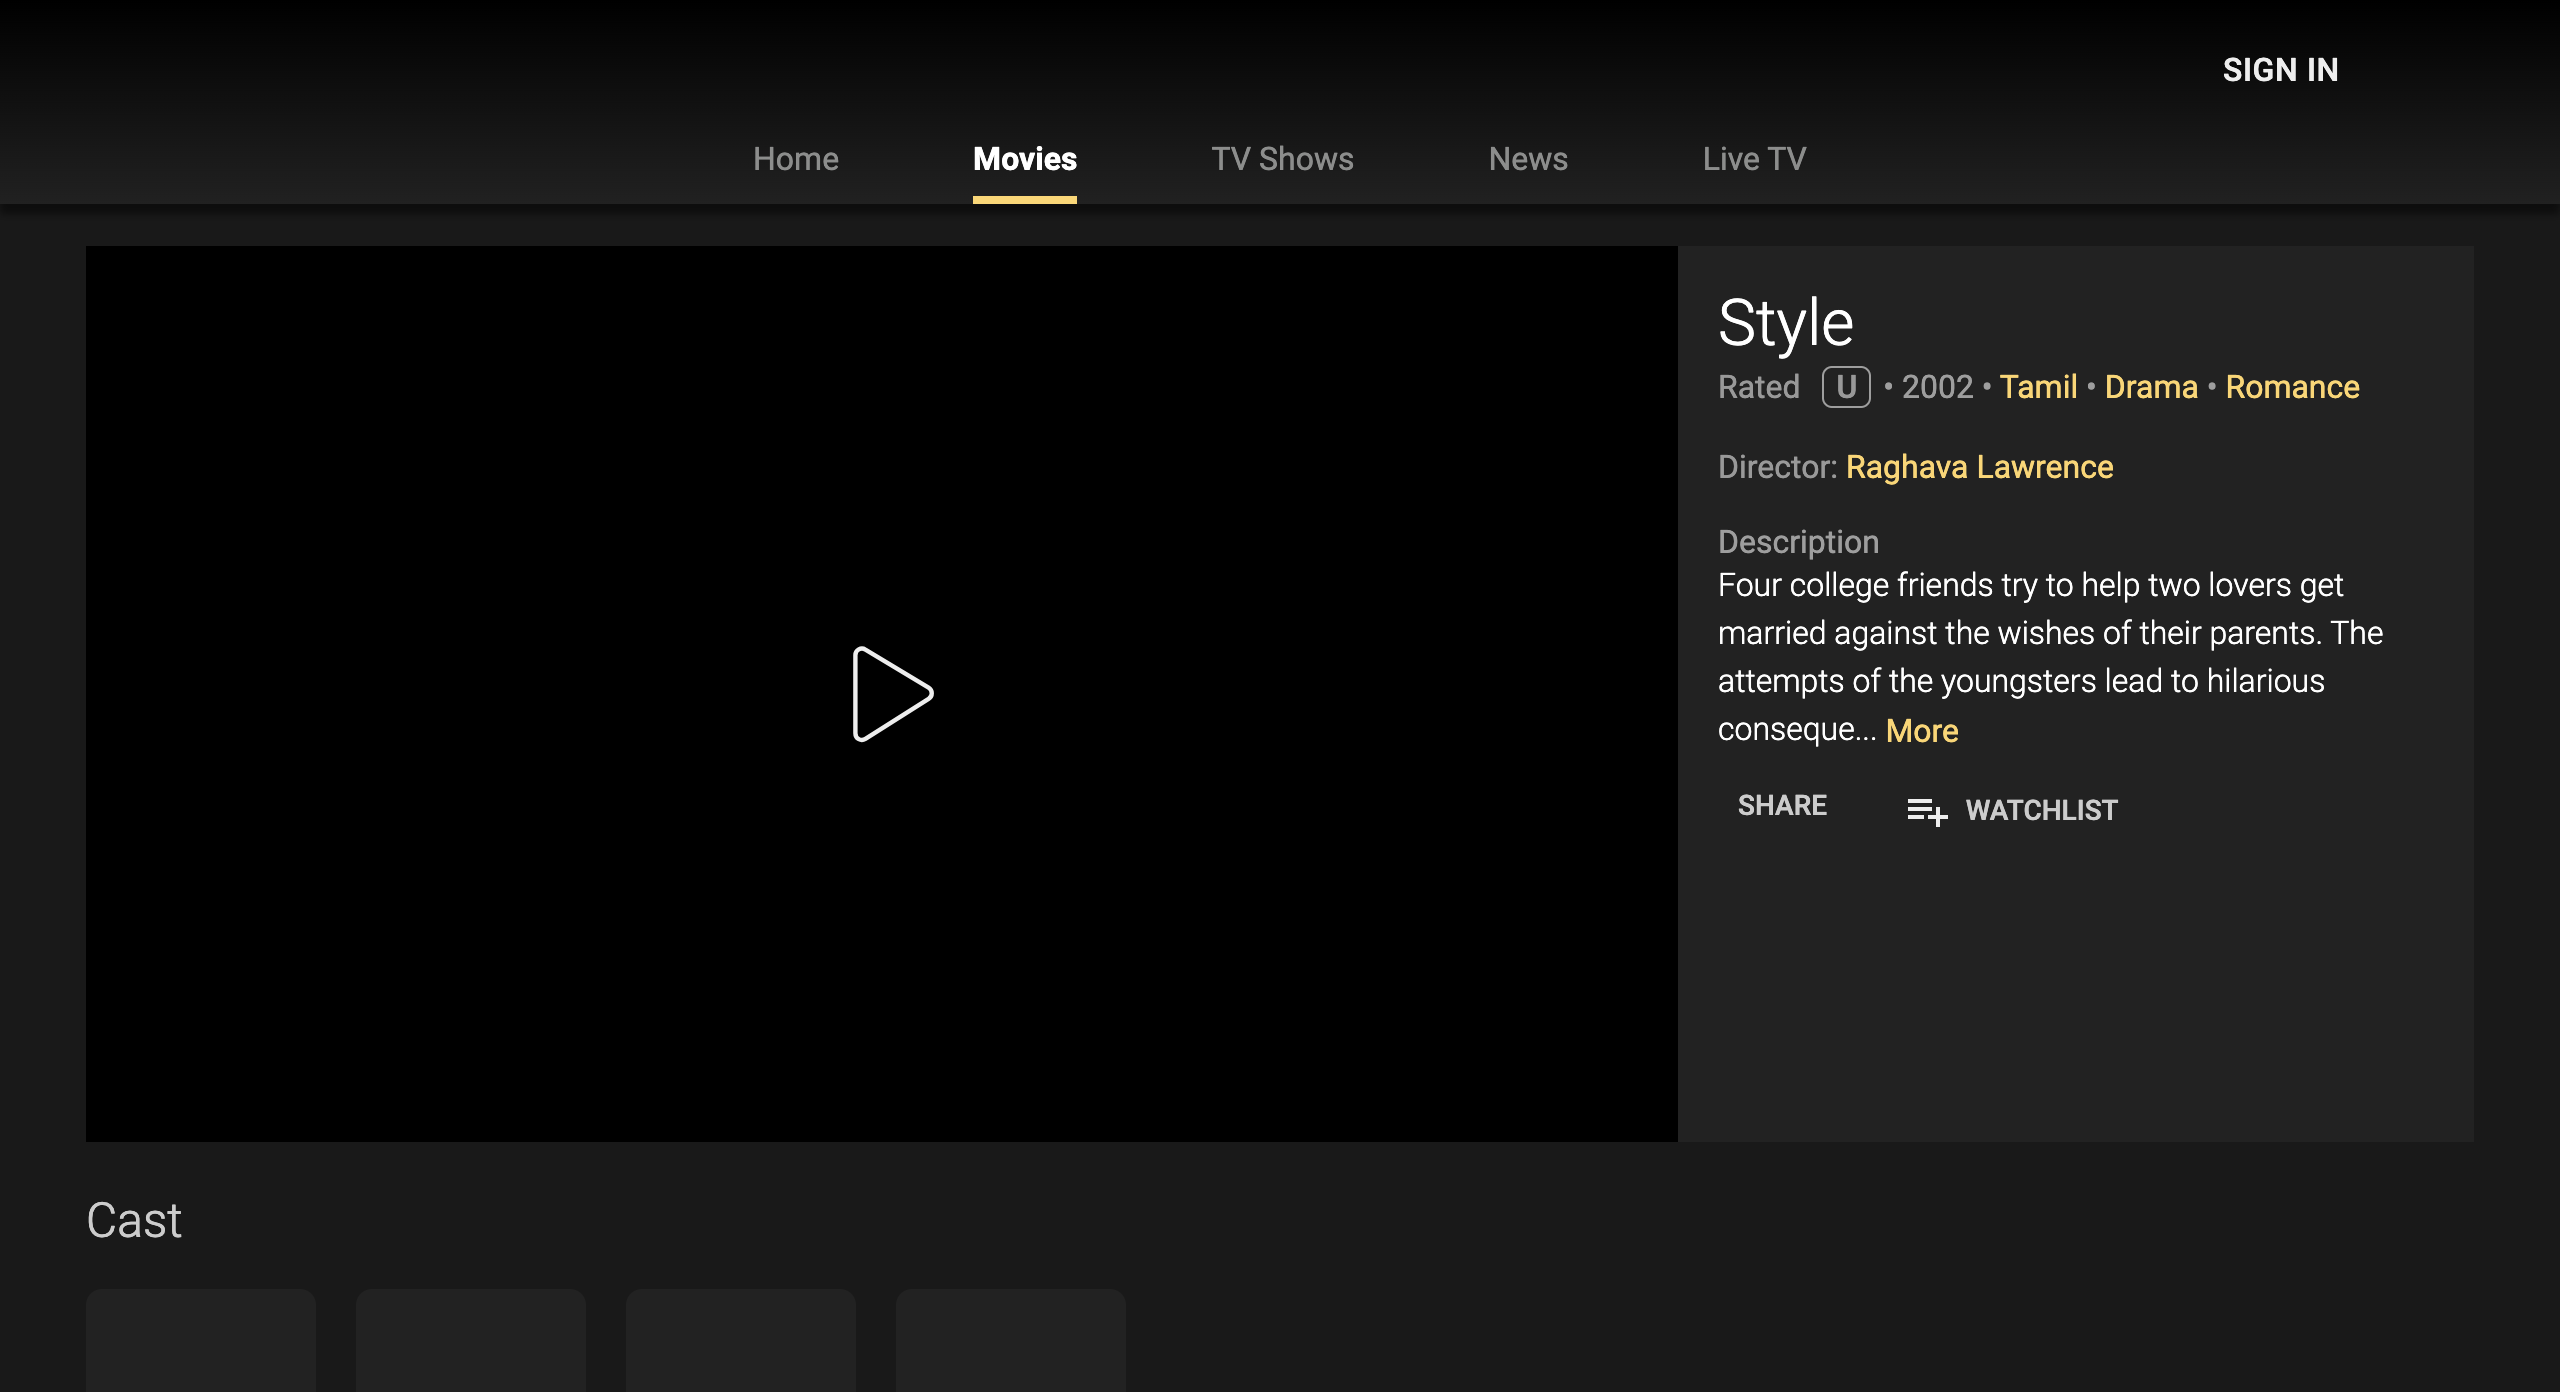 SIGN IN
Home Movies TV Shows News Live TV
Style
Rated U • 2002 • Tamil • Drama • Romance
Director: Raghava Lawrence
Description
Four college friends try to help two lovers get
married against the wishes of their parents. The
attempts of the youngsters lead to hilarious
conseque... More
SHARE WATCHLIST
Cast